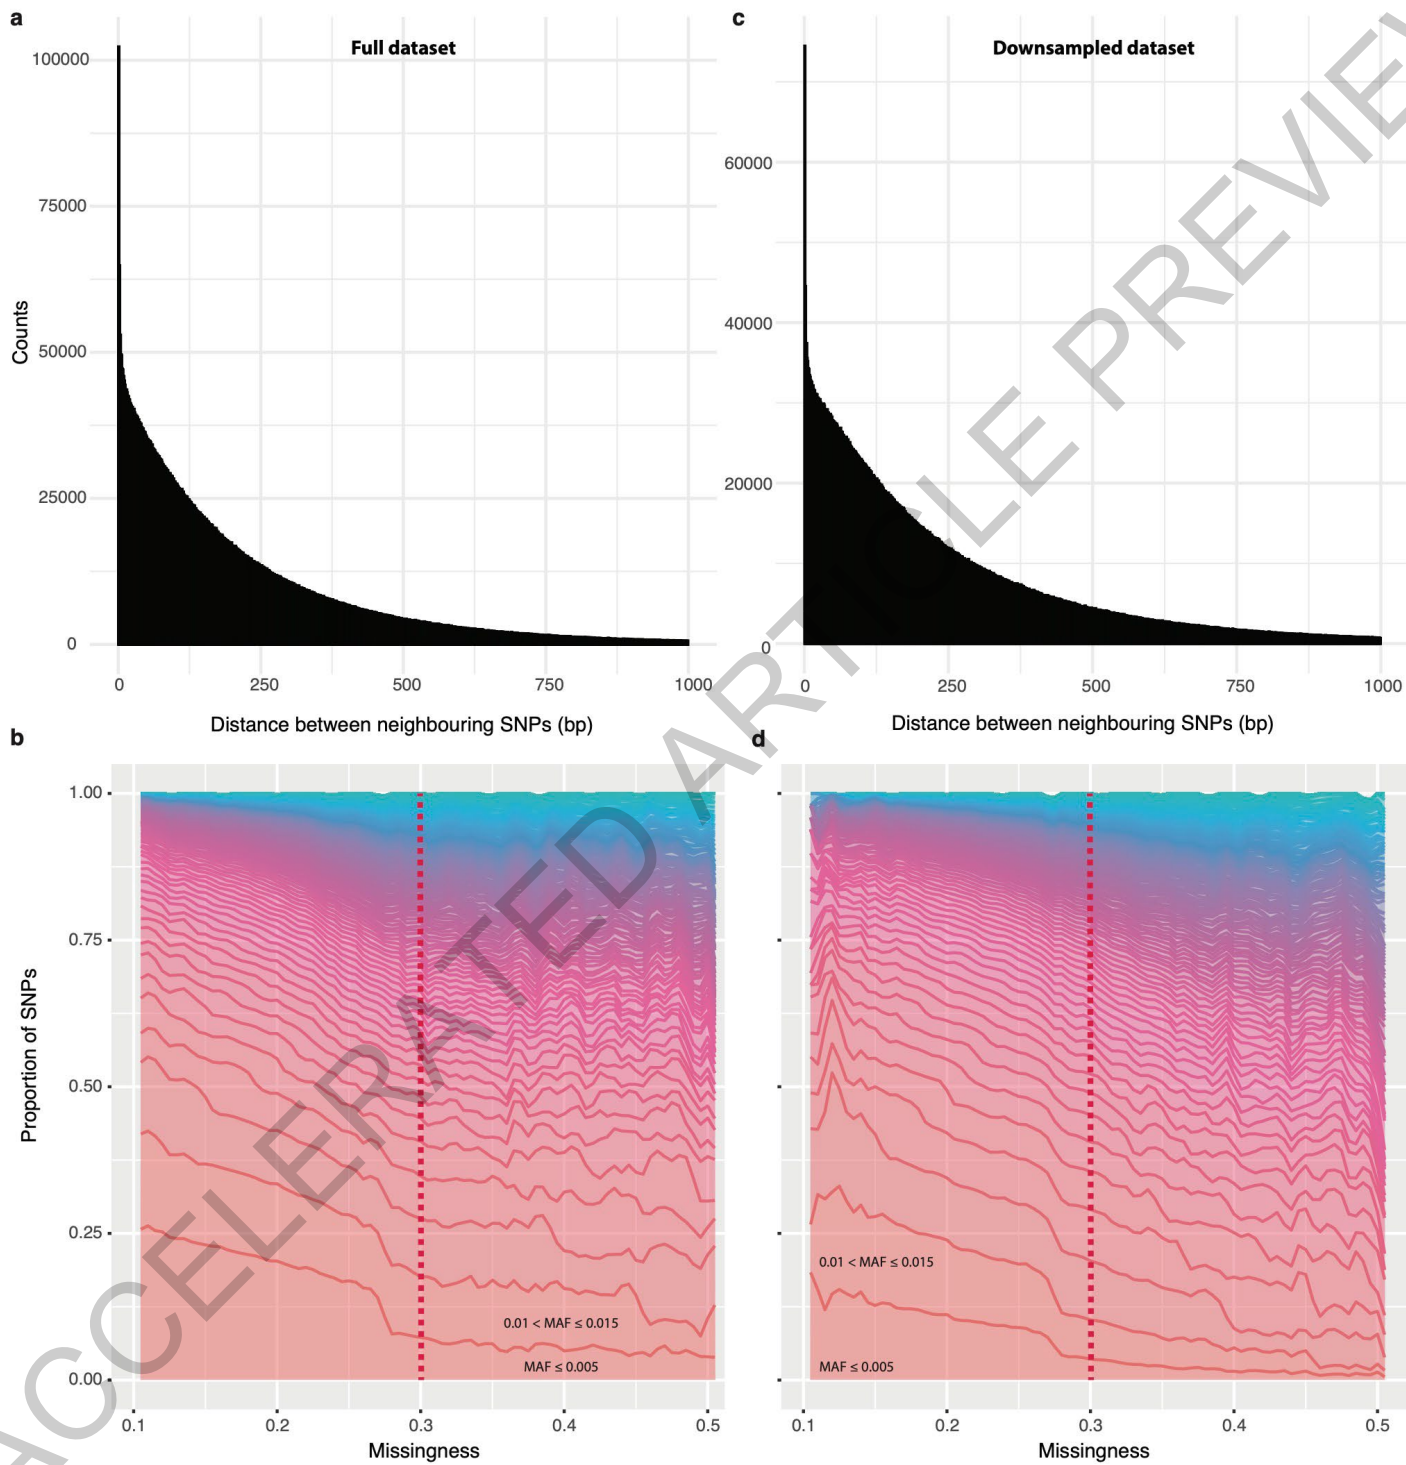 a
Full dataset
100000
75000
50000
25000
0
Counts
0 250 500 750 1000
Distance between neighbouring SNPs (bp)
c
Downsampled dataset
60000
40000
20000
0
0 250 500 750 1000
Distance between neighbouring SNPs (bp)
b
1.00
0.75
0.50
0.25
0.00
Proportion of SNPs
0.01 < MAF ≤ 0.015
MAF ≤ 0.005
0.1 0.2 0.3 0.4 0.5
Missingness
d
0.01 < MAF ≤ 0.015
MAF ≤ 0.005
0.1 0.2 0.3 0.4 0.5
Missingness
ACCELERATED ARTICLE PREVIEW